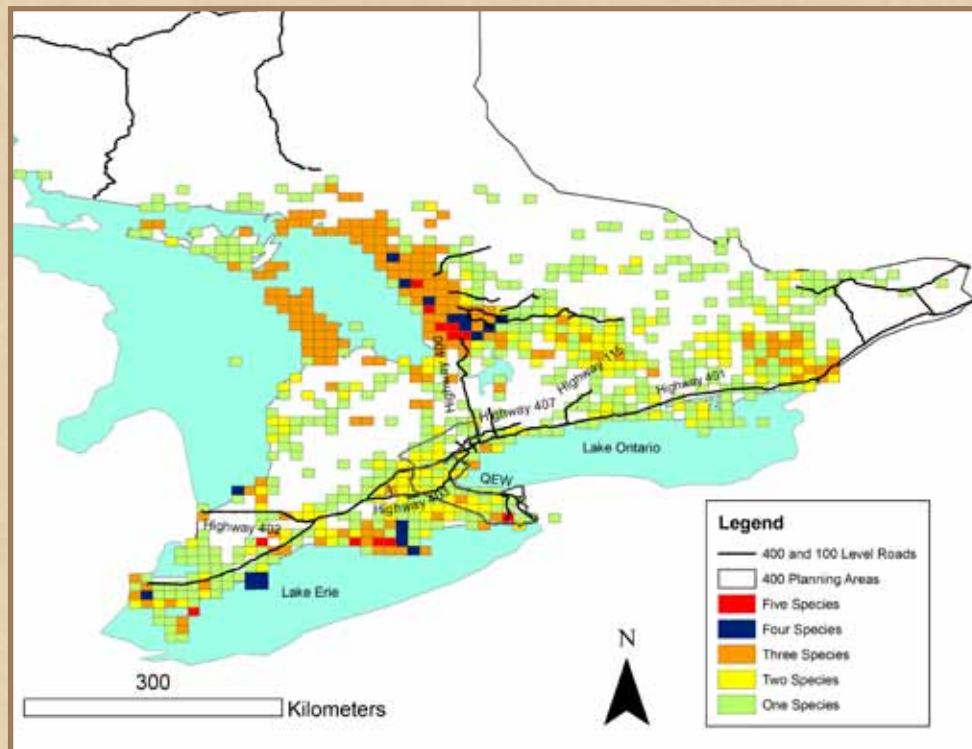 Highway 400
Highway 115
Highway 401
Highway 407
Lake Ontario
QEW
Highway 403
Highway 402
Lake Erie
300
Kilometers
N
Legend
400 and 100 Level Roads
400 Planning Areas
Five Species
Four Species
Three Species
Two Species
One Species